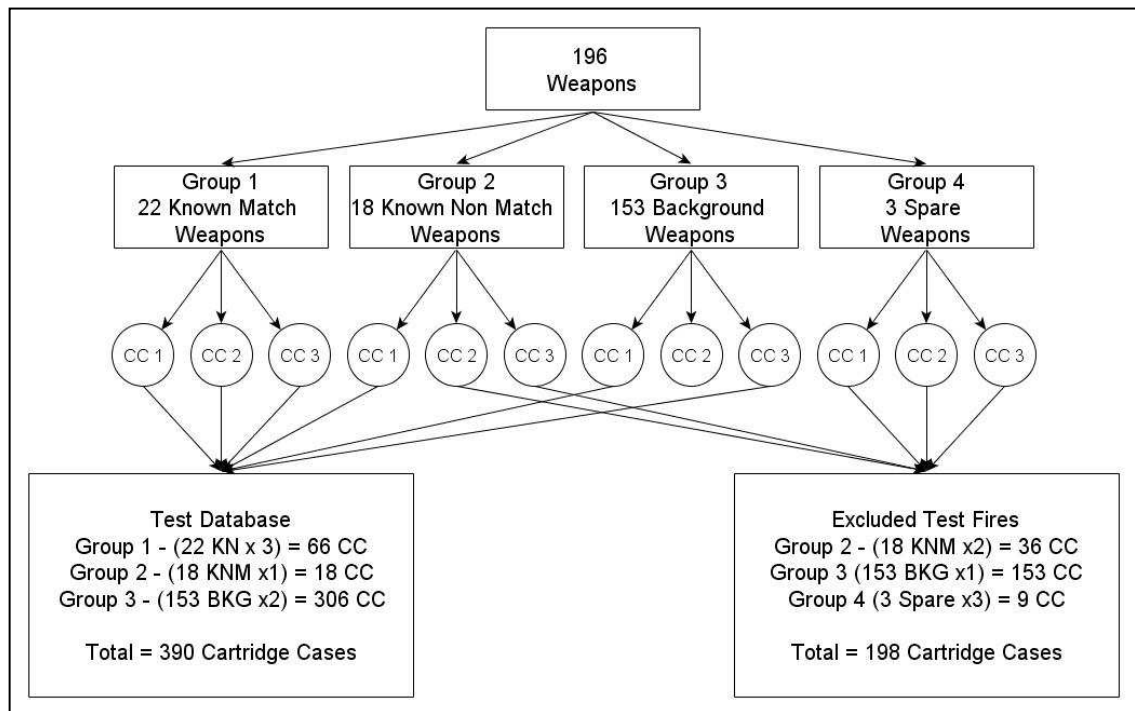 196
Weapons
Group 1
22 Known Match
Weapons
Group 2
18 Known Non Match
Weapons
Group 3
153 Background
Weapons
Group 4
3 Spare
Weapons
CC 1
CC 2
CC 3
CC 1
CC 2
CC 3
CC 1
CC 2
CC 3
CC 1
CC 2
CC 3
Test Database
Group 1 - (22 KN x 3) = 66 CC
Group 2 - (18 KNM x1) = 18 CC
Group 3 - (153 BKG x2) = 306 CC
Total = 390 Cartridge Cases
Excluded Test Fires
Group 2 - (18 KNM x2) = 36 CC
Group 3 (153 BKG x1) = 153 CC
Group 4 (3 Spare x3) = 9 CC
Total = 198 Cartridge Cases